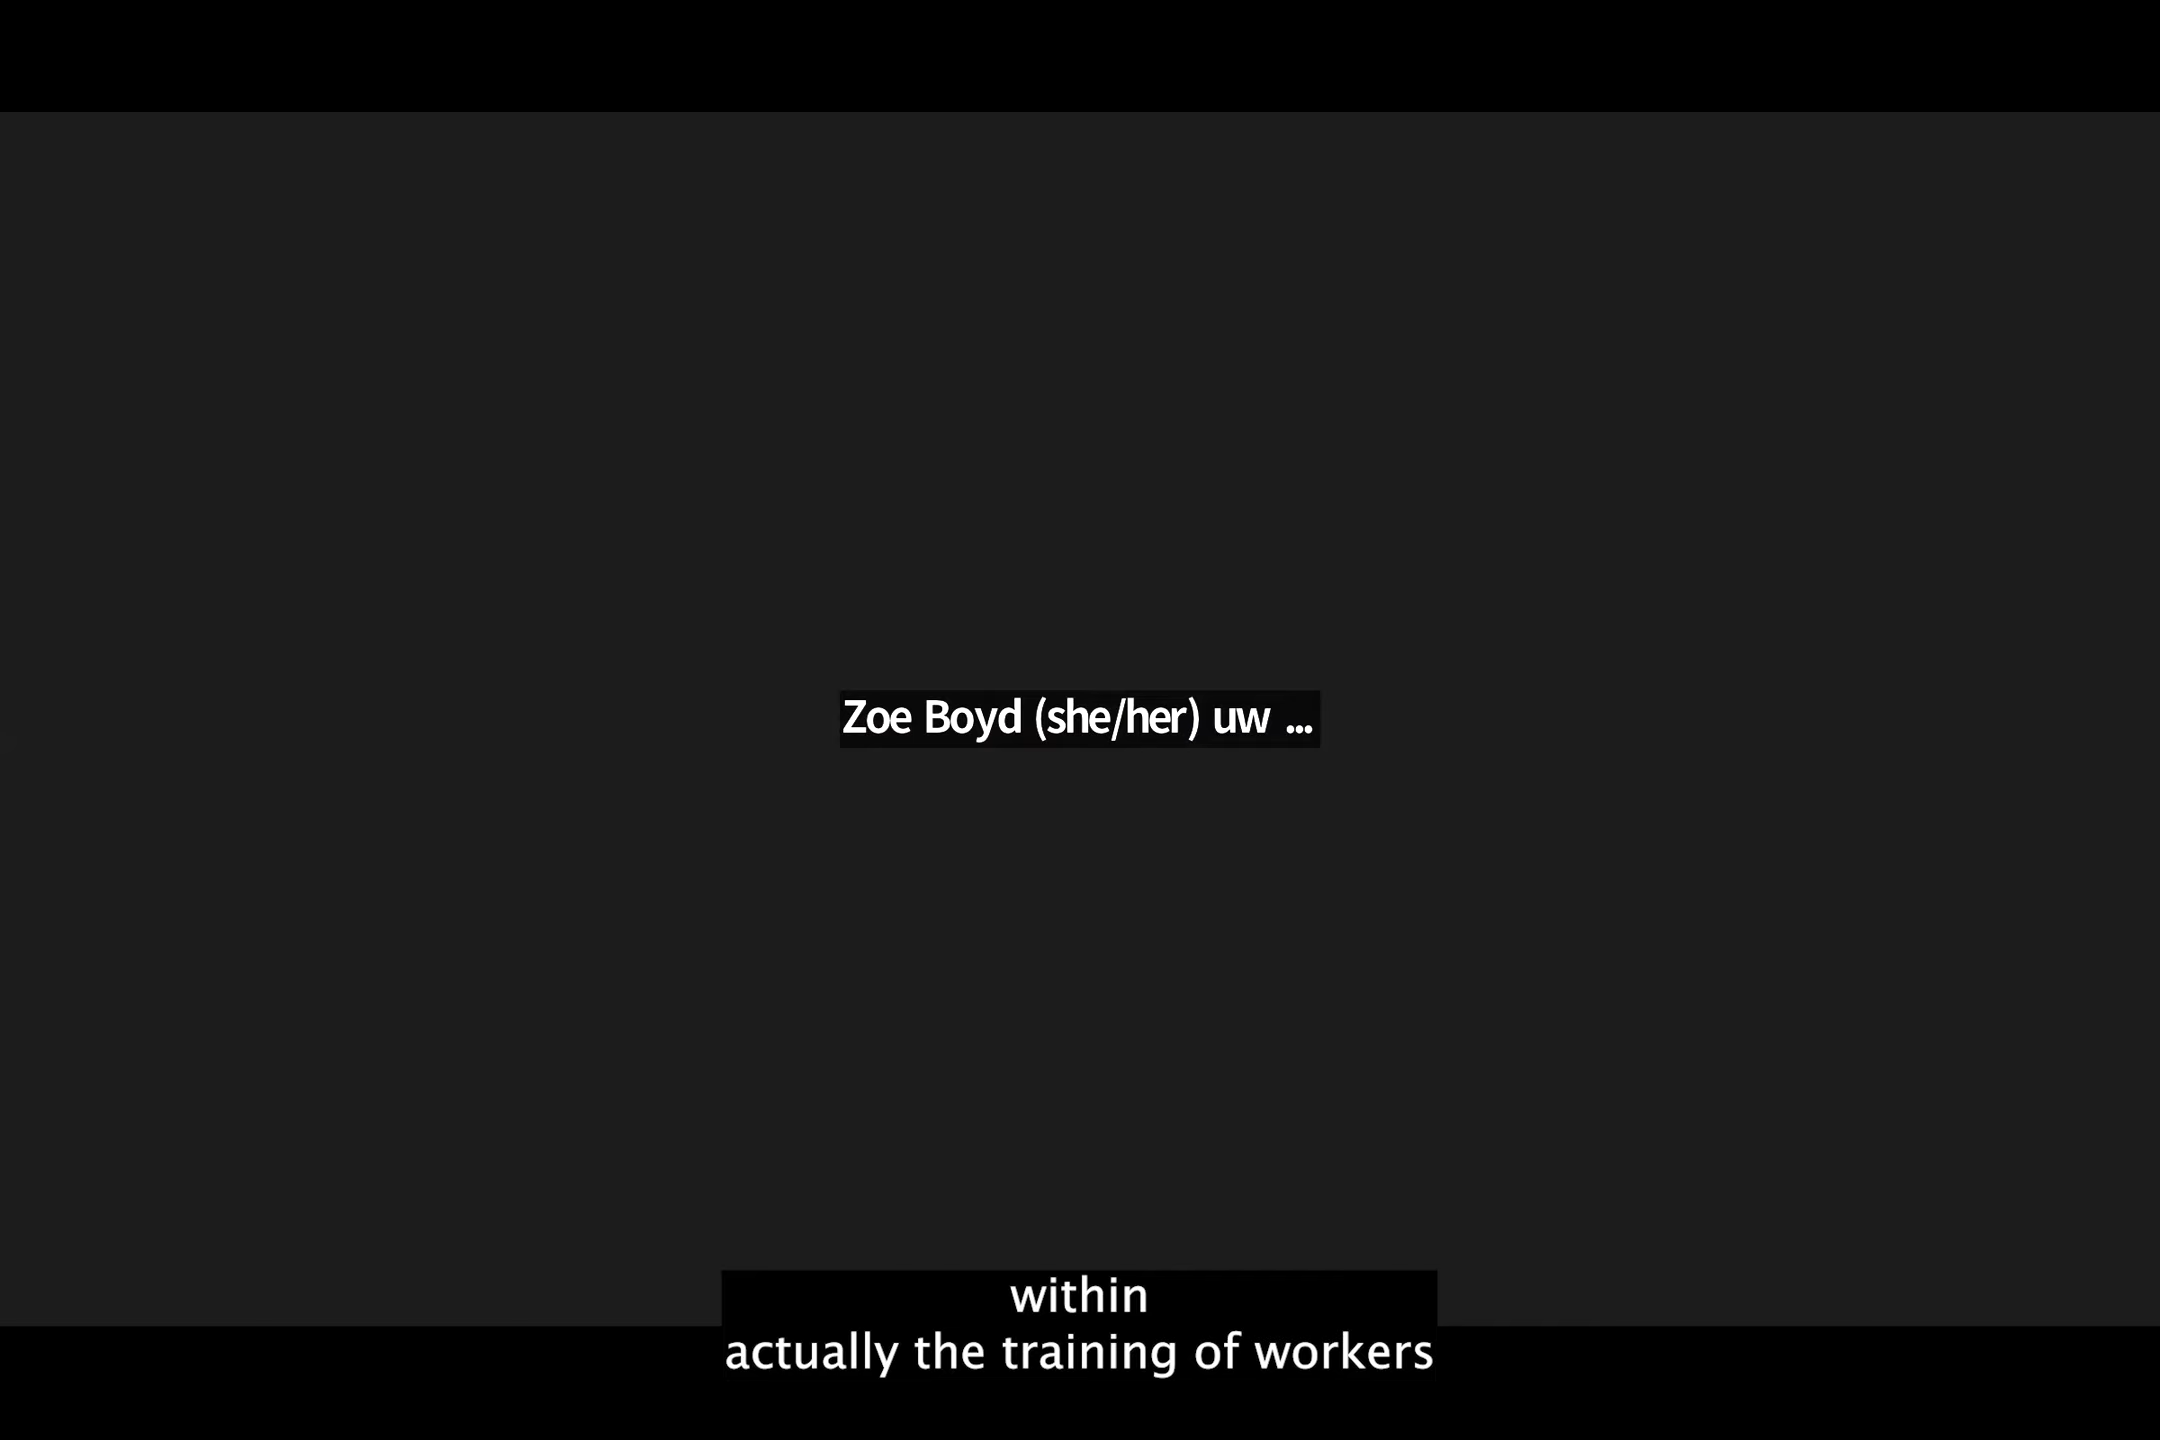 Zoe Boyd (she/her) uw ...
within
actually the training of workers